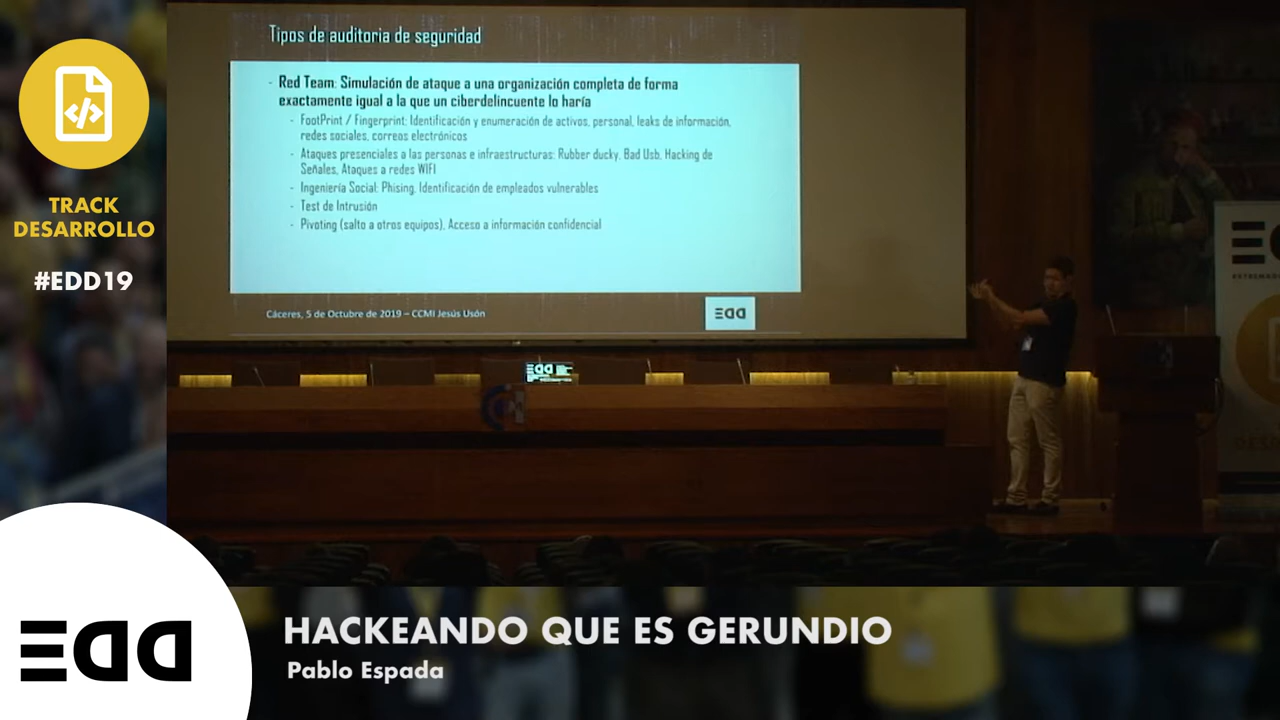 TRACK
DESARROLLO
#EDD19
Tipos de auditoria de seguridad
- Red Team: Simulación de ataque a una organización completa de forma
exactamente igual a la que un ciberdelincuente lo haría
- FootPrint / Fingerprint: Identificación y enumeración de activos, personal, leaks de información,
redes sociales, correos electrónicos
- Ataques presenciales a las personas e infraestructuras: Rubber ducky, Bad Usb, Hacking de
Señales, Ataques a redes WIFI
- Ingeniería Social: Phising. Identificación de empleados vulnerables
- Test de Intrusión
- Pivoting (salto a otros equipos), Acceso a información confidencial
Cáceres, 5 de Octubre de 2019 – CCMI Jesús Usón
EDD
EDD
EDD
HACKEANDO QUE ES GERUNDIO
Pablo Espada